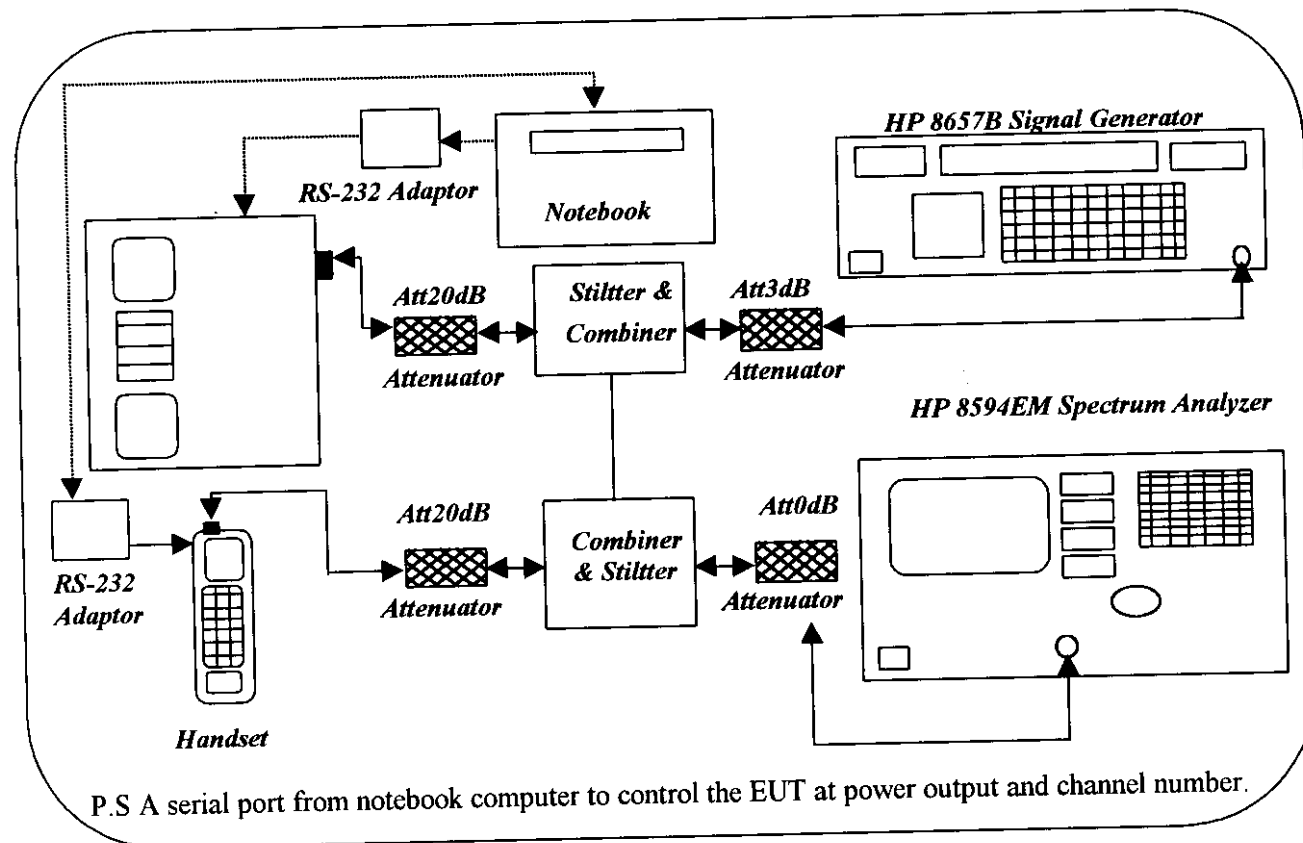 HP 8657B Signal Generator
RS-232 Adaptor
Notebook
Att20dB
Stiltter &
Combiner
Att3dB
Attenuator
Attenuator
HP 8594EM Spectrum Analyzer
Att20dB
Combiner
& Stiltter
Att0dB
Attenuator
Attenuator
RS-232
Adaptor
Handset
P.S A serial port from notebook computer to control the EUT at power output and channel number.